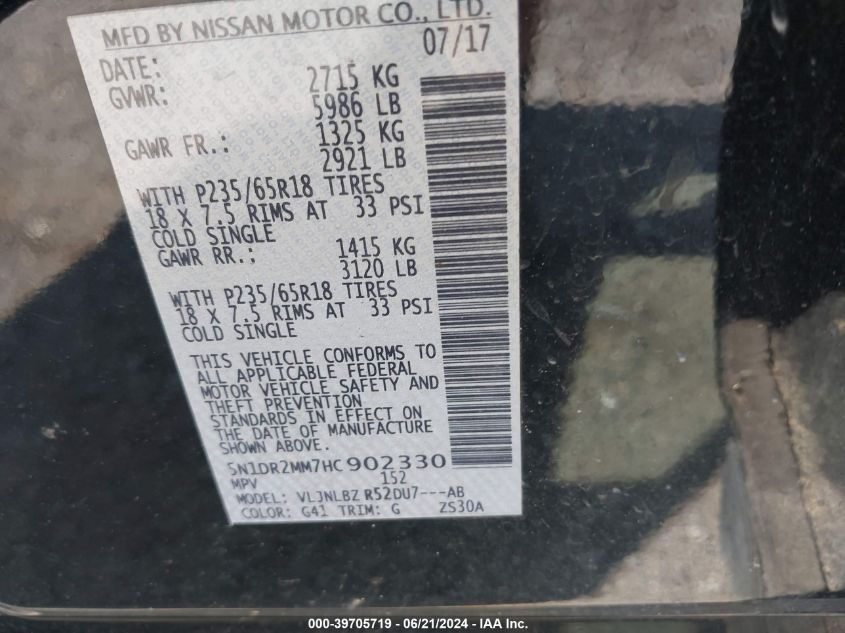 MFD BY NISSAN MOTOR CO., LTD.
DATE: 07/17
GVWR: 2715 KG
5986 LB
GAWR FR.: 1325 KG
2921 LB
WITH P235/65R18 TIRES
18 X 7.5 RIMS AT 33 PSI
COLD SINGLE
GAWR RR.: 1415 KG
3120 LB
WITH P235/65R18 TIRES
18 X 7.5 RIMS AT 33 PSI
COLD SINGLE
THIS VEHICLE CONFORMS TO
ALL APPLICABLE FEDERAL
MOTOR VEHICLE SAFETY AND
THEFT PREVENTION
STANDARDS IN EFFECT ON
THE DATE OF MANUFACTURE
SHOWN ABOVE.
5N1DR2MM7HC902330
MPV 152
MODEL: VLJNLBZ R52DU7---AB
COLOR: G41 TRIM: G ZS30A
000-39705719 - 06/21/2024 - IAA Inc.